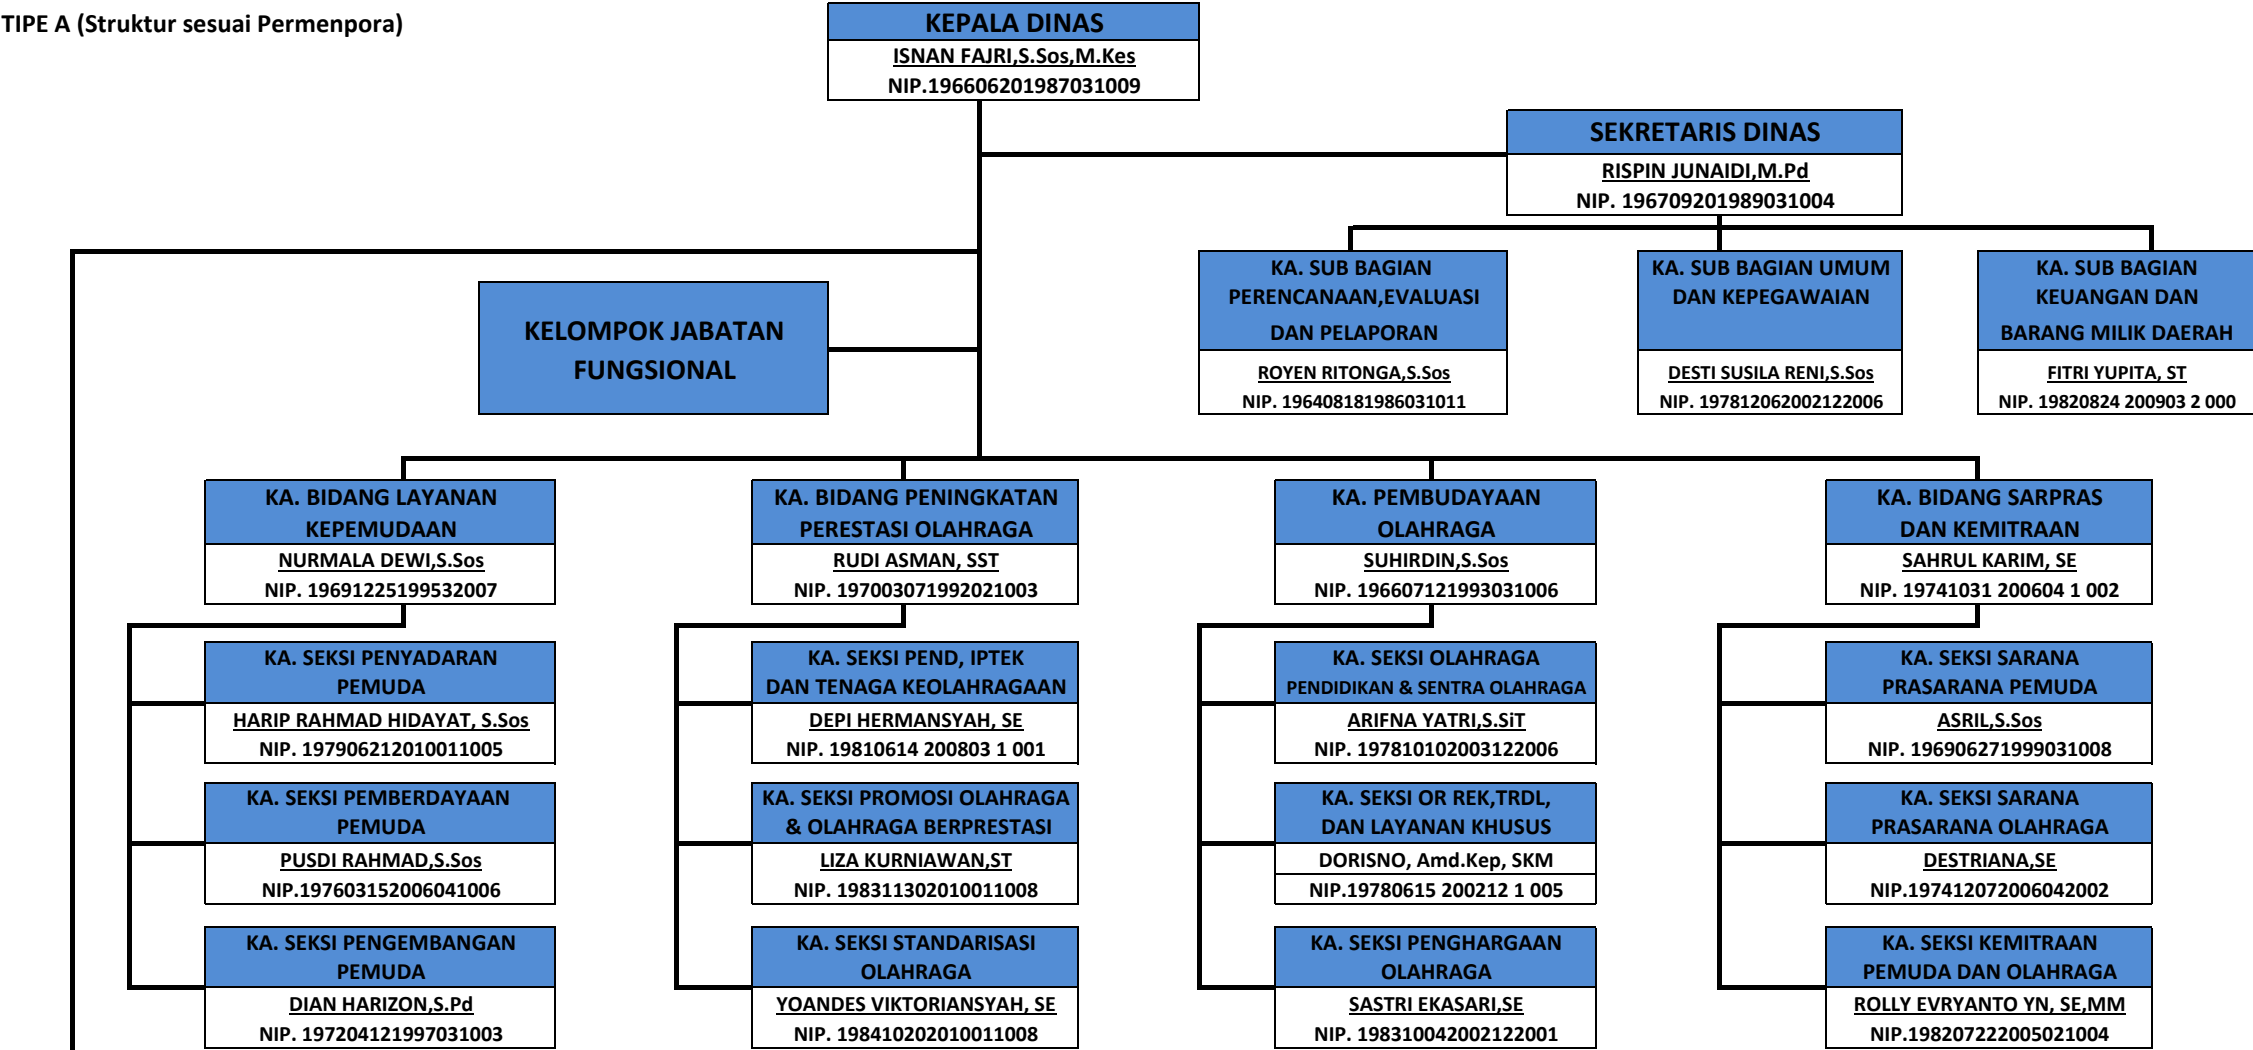 TIPE A (Struktur sesuai Permenpora)
KEPALA DINAS
ISNAN FAJRI,S.Sos,M.Kes
NIP.196606201987031009
SEKRETARIS DINAS
RISPIN JUNAIDI,M.Pd
NIP. 196709201989031004
KA. SUB BAGIAN
PERENCANAAN,EVALUASI
DAN PELAPORAN
ROYEN RITONGA,S.Sos
NIP. 196408181986031011
KA. SUB BAGIAN UMUM
DAN KEPEGAWAIAN
DESTI SUSILA RENI,S.Sos
NIP. 197812062002122006
KA. SUB BAGIAN
KEUANGAN DAN
BARANG MILIK DAERAH
FITRI YUPITA, ST
NIP. 19820824 200903 2 000
KELOMPOK JABATAN
FUNGSIONAL
KA. BIDANG LAYANAN
KEPEMUDAAN
NURMALA DEWI,S.Sos
NIP. 19691225199532007
KA. SEKSI PENYADARAN
PEMUDA
HARIP RAHMAD HIDAYAT, S.Sos
NIP. 197906212010011005
KA. SEKSI PEMBERDAYAAN
PEMUDA
PUSDI RAHMAD,S.Sos
NIP.197603152006041006
KA. SEKSI PENGEMBANGAN
PEMUDA
DIAN HARIZON,S.Pd
NIP. 197204121997031003
KA. BIDANG PENINGKATAN
PERESTASI OLAHRAGA
RUDI ASMAN, SST
NIP. 197003071992021003
KA. SEKSI PEND, IPTEK
DAN TENAGA KEOLAHRAGAAN
DEPI HERMANSYAH, SE
NIP. 19810614 200803 1 001
KA. SEKSI PROMOSI OLAHRAGA
& OLAHRAGA BERPRESTASI
LIZA KURNIAWAN,ST
NIP. 198311302010011008
KA. SEKSI STANDARISASI
OLAHRAGA
YOANDES VIKTORIANSYAH, SE
NIP. 198410202010011008
KA. PEMBUDAYAAN
OLAHRAGA
SUHIRDIN,S.Sos
NIP. 196607121993031006
KA. SEKSI OLAHRAGA
PENDIDIKAN & SENTRA OLAHRAGA
ARIFNA YATRI,S.SiT
NIP. 197810102003122006
KA. SEKSI OR REK,TRDL,
DAN LAYANAN KHUSUS
DORISNO, Amd.Kep, SKM
NIP.19780615 200212 1 005
KA. SEKSI PENGHARGAAN
OLAHRAGA
SASTRI EKASARI,SE
NIP. 198310042002122001
KA. BIDANG SARPRAS
DAN KEMITRAAN
SAHRUL KARIM, SE
NIP. 19741031 200604 1 002
KA. SEKSI SARANA
PRASARANA PEMUDA
ASRIL,S.Sos
NIP. 196906271999031008
KA. SEKSI SARANA
PRASARANA OLAHRAGA
DESTRIANA,SE
NIP.197412072006042002
KA. SEKSI KEMITRAAN
PEMUDA DAN OLAHRAGA
ROLLY EVRYANTO YN, SE,MM
NIP.198207222005021004